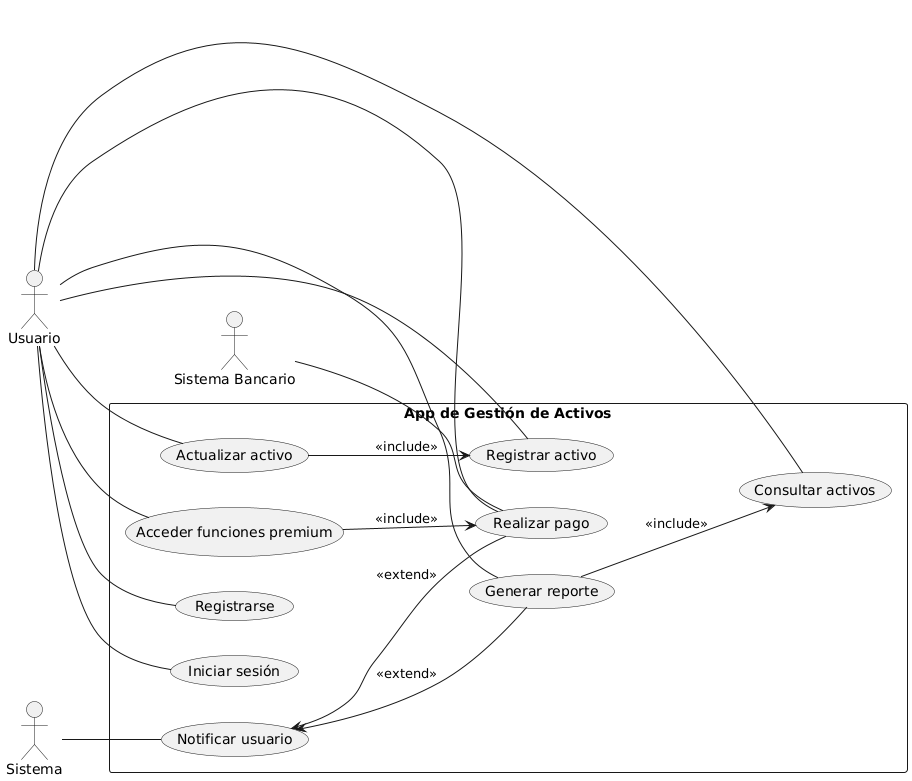 Usuario
Sistema Bancario
App de Gestión de Activos
«include»
Actualizar activo
Registrar activo
Consultar activos
«include»
Realizar pago
«include»
Acceder funciones premium
«extend»
Generar reporte
Registrarse
Iniciar sesión
«extend»
Notificar usuario
Sistema